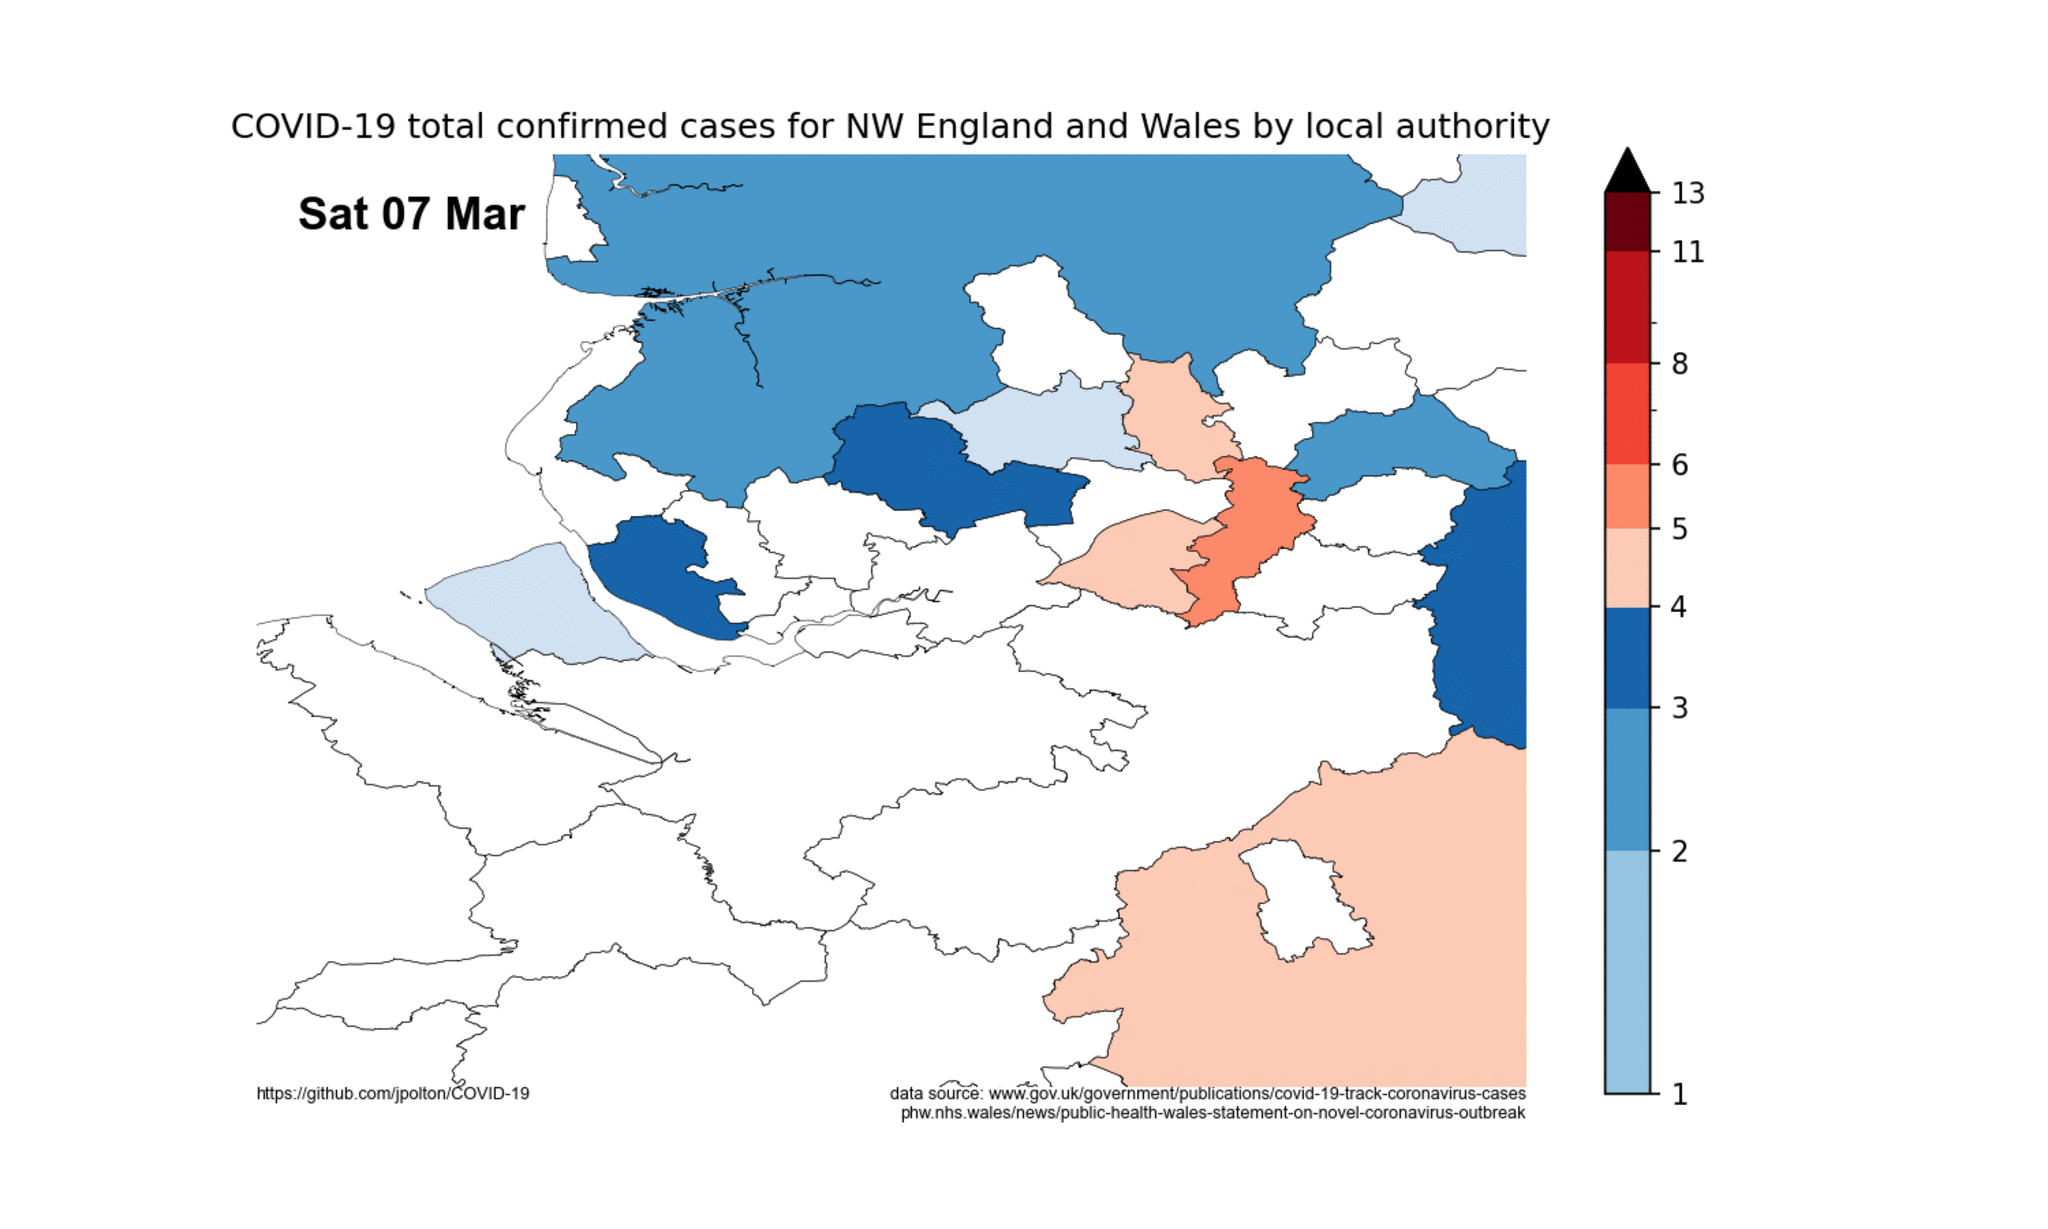 COVID-19 total confirmed cases for NW England and Wales by local authority
Sat 07 Mar
13
11
8
6
5
4
3
2
1
https://github.com/jpolton/COVID-19
data source: www.gov.uk/government/publications/covid-19-track-coronavirus-cases
phw.nhs.wales/news/public-health-wales-statement-on-novel-coronavirus-outbreak